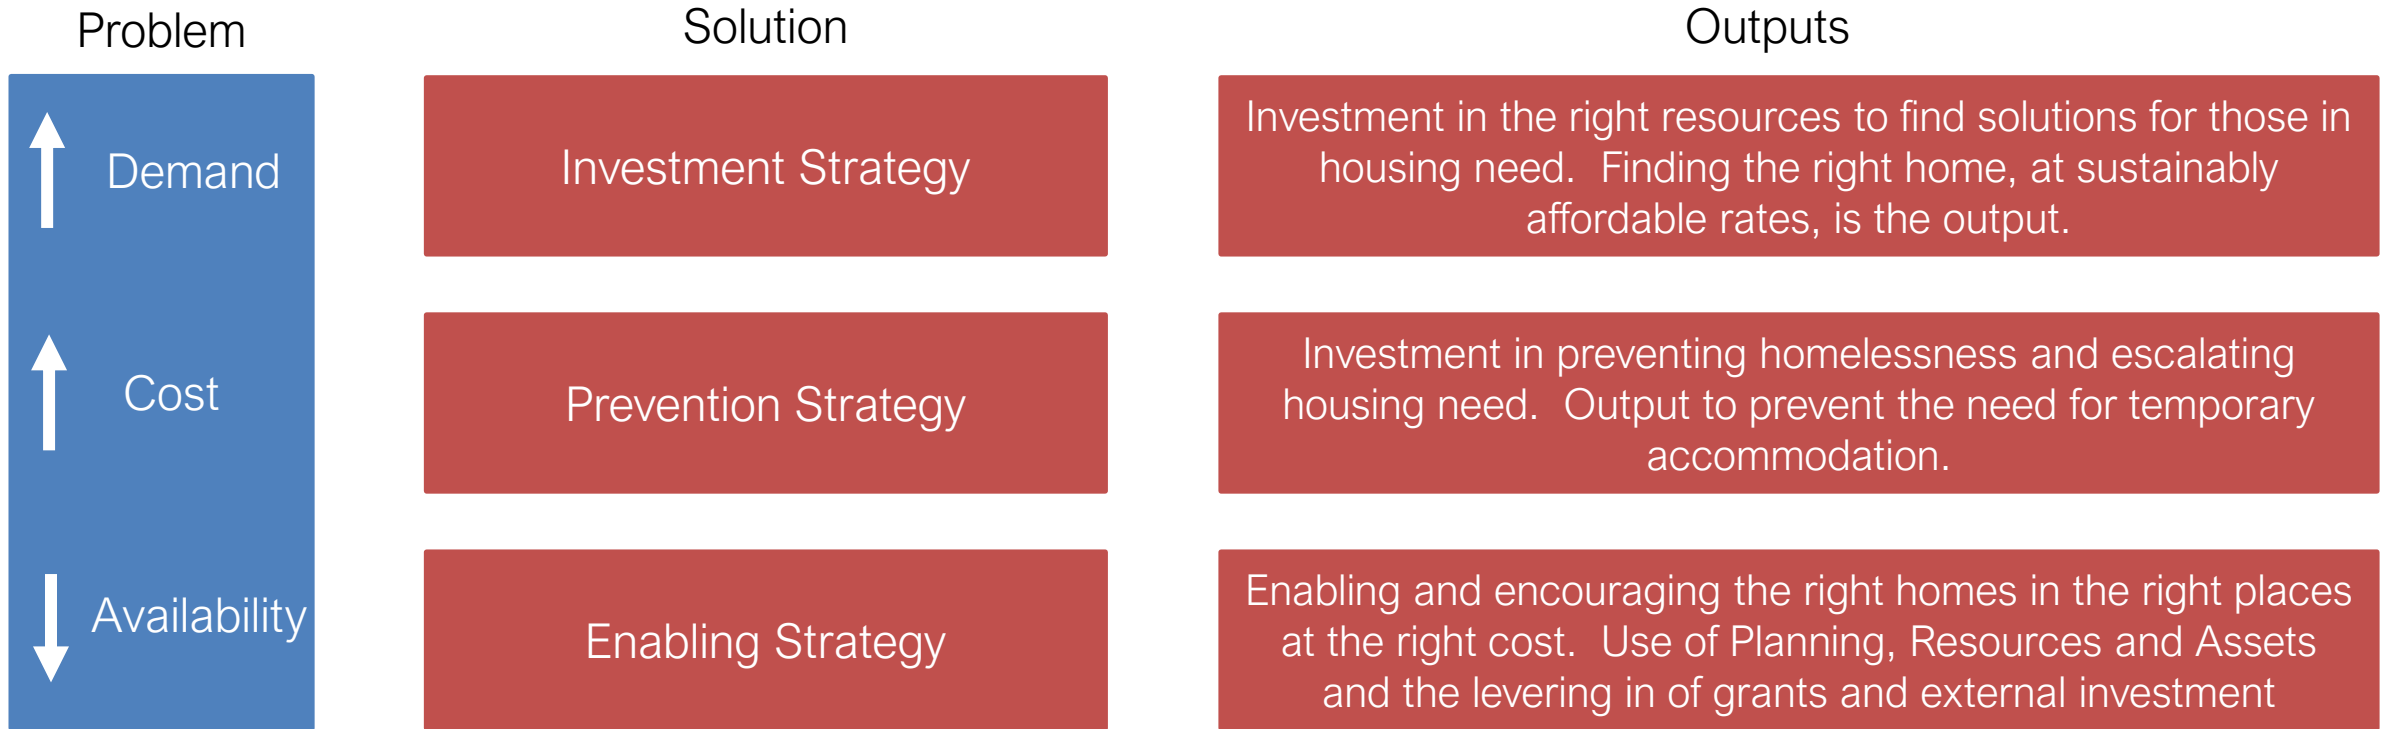 Problem
Solution
Outputs
Demand
Investment Strategy
Investment in the right resources to find solutions for those in
housing need.  Finding the right home, at sustainably
affordable rates, is the output.
Cost
Prevention Strategy
Investment in preventing homelessness and escalating
housing need.  Output to prevent the need for temporary
accommodation.
Availability
Enabling Strategy
Enabling and encouraging the right homes in the right places
at the right cost.  Use of Planning, Resources and Assets
and the levering in of grants and external investment